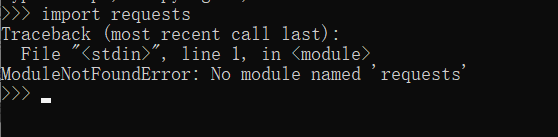 >>> import requests
Traceback (most recent call last):
  File "<stdin>", line 1, in <module>
ModuleNotFoundError: No module named 'requests'
>>>